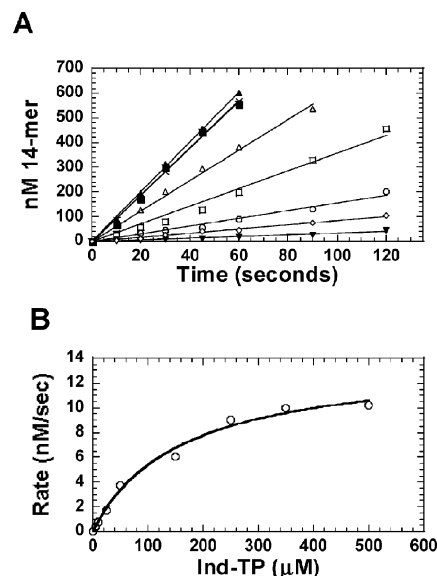 A
nM 14-mer
700
600
500
400
300
200
100
0
0 20 40 60 80 100 120
Time (seconds)
B
Rate (nM/sec)
14
12
10
8
6
4
2
0
0 100 200 300 400 500 600
Ind-TP (µM)